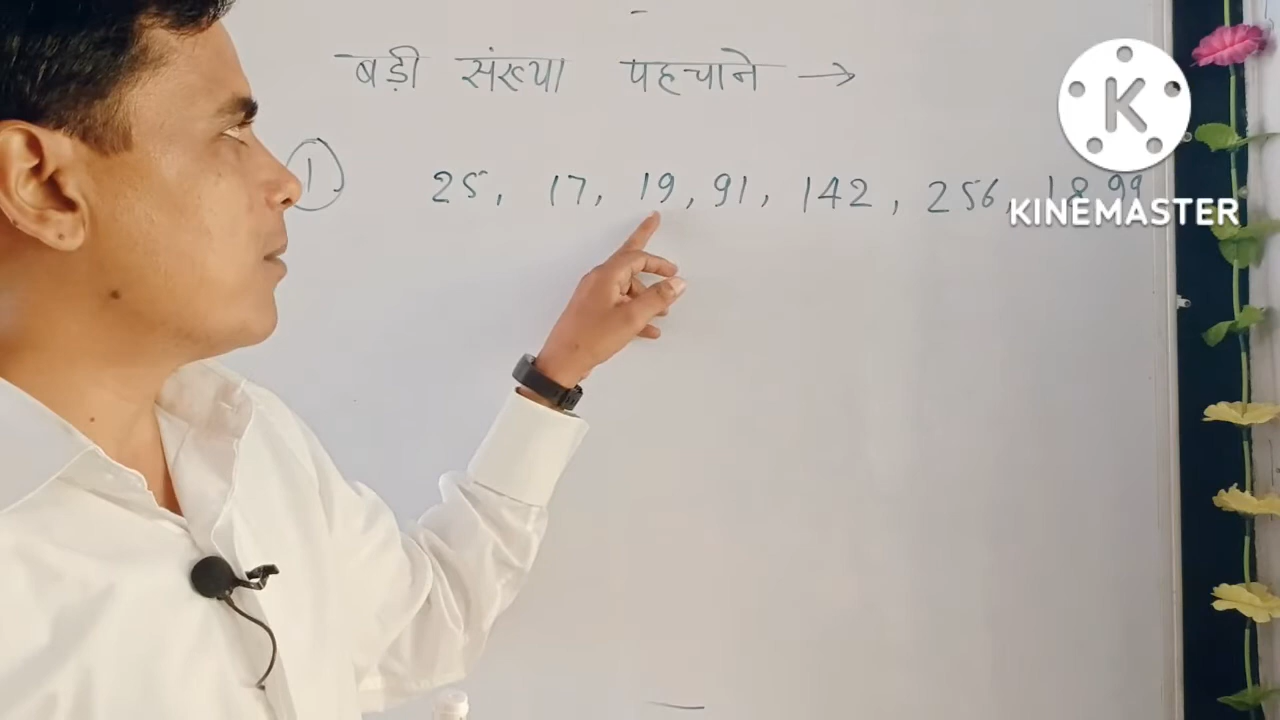 बड़ी संख्या पहचाने →
① 25, 17, 19, 91, 142, 256, 1899
K
KINEMASTER